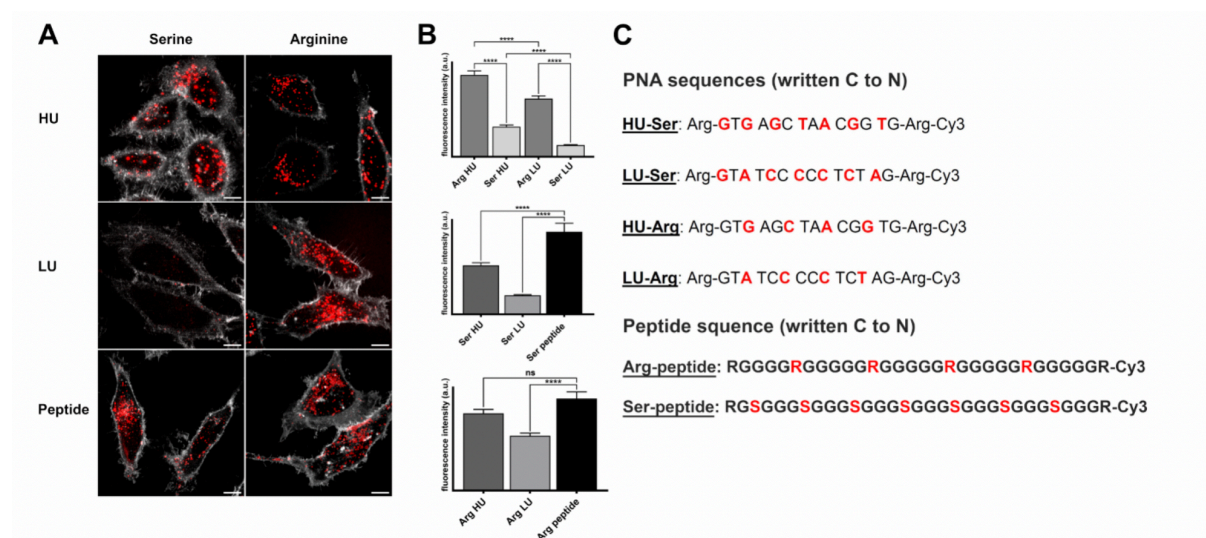 A
Serine
Arginine
HU
LU
Peptide
B
fluorescence intensity (a.u.)
****
****
****
****
Arg HU
Ser HU
Arg LU
Ser LU
fluorescence intensity (a.u.)
****
****
Ser HU
Ser LU
Ser peptide
fluorescence intensity (a.u.)
ns
****
Arg HU
Arg LU
Arg peptide
C
PNA sequences (written C to N)
HU-Ser: Arg-GTG AGC TAA CGG TG-Arg-Cy3
LU-Ser: Arg-GTA TCC CCC TCT AG-Arg-Cy3
HU-Arg: Arg-GTG AGC TAA CGG TG-Arg-Cy3
LU-Arg: Arg-GTA TCC CCC TCT AG-Arg-Cy3
Peptide squence (written C to N)
Arg-peptide: RGGGGRGGGGGRGGGGGRGGGGGRGGGGGR-Cy3
Ser-peptide: RGSGGGSGGGSGGGSGGGSGGGSGGGSGGGR-Cy3